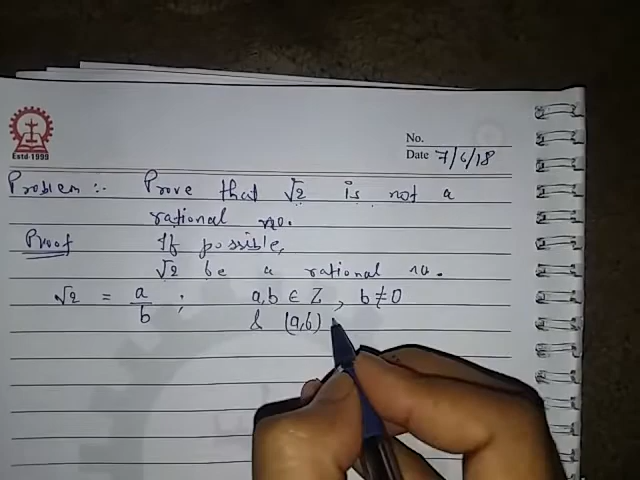 Estd-1999
No.
Date 7/6/18
Problem :- Prove that √2 is not a
rational no.
Proof If possible,
√2 be a rational no.
√2 = a/b ; a,b ∈ Z, b ≠ 0
& (a,b)